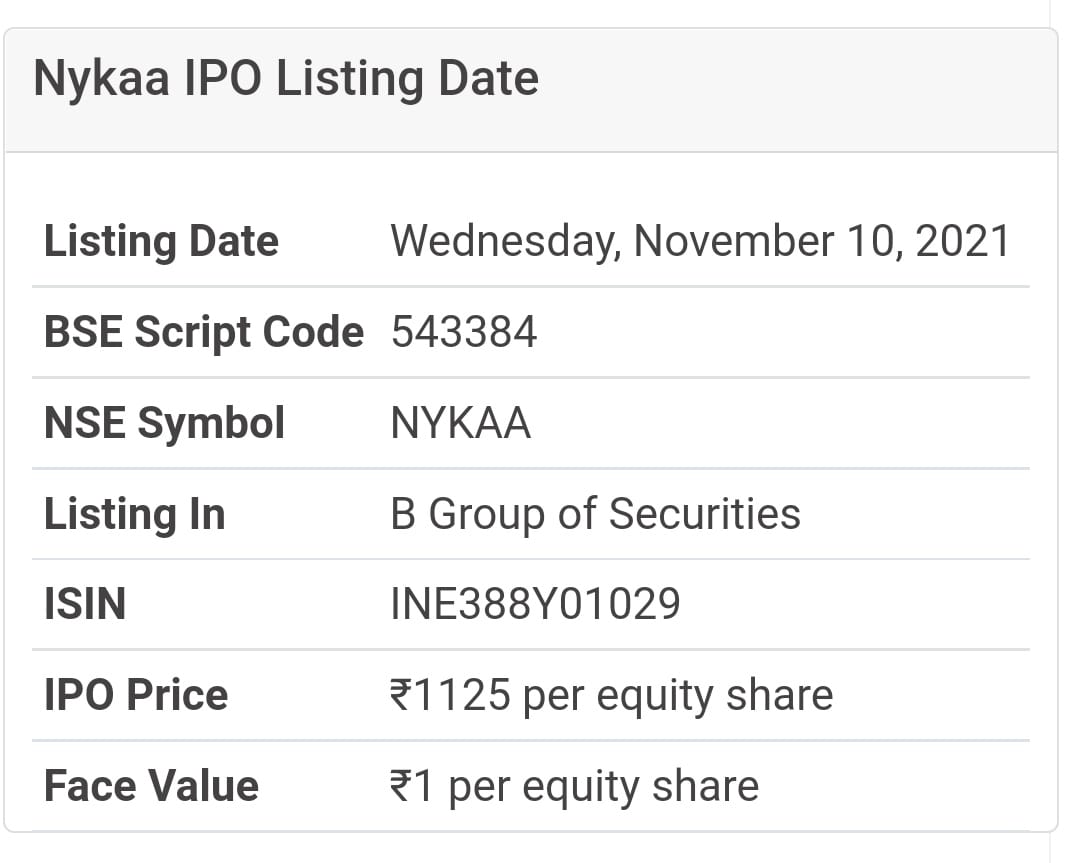 Nykaa IPO Listing Date
Listing Date Wednesday, November 10, 2021
BSE Script Code 543384
NSE Symbol NYKAA
Listing In B Group of Securities
ISIN INE388Y01029
IPO Price ₹1125 per equity share
Face Value ₹1 per equity share